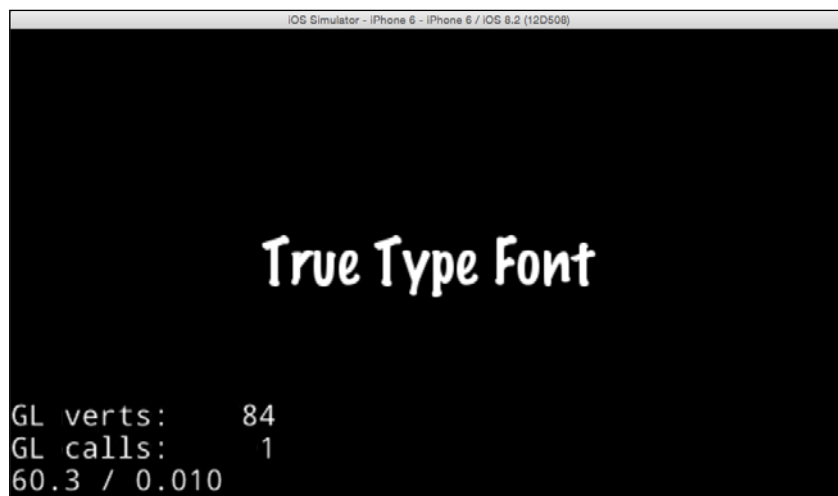 iOS Simulator - iPhone 6 - iPhone 6 / iOS 8.2 (12D508)
True Type Font
GL verts: 84
GL calls: 1
60.3 / 0.010